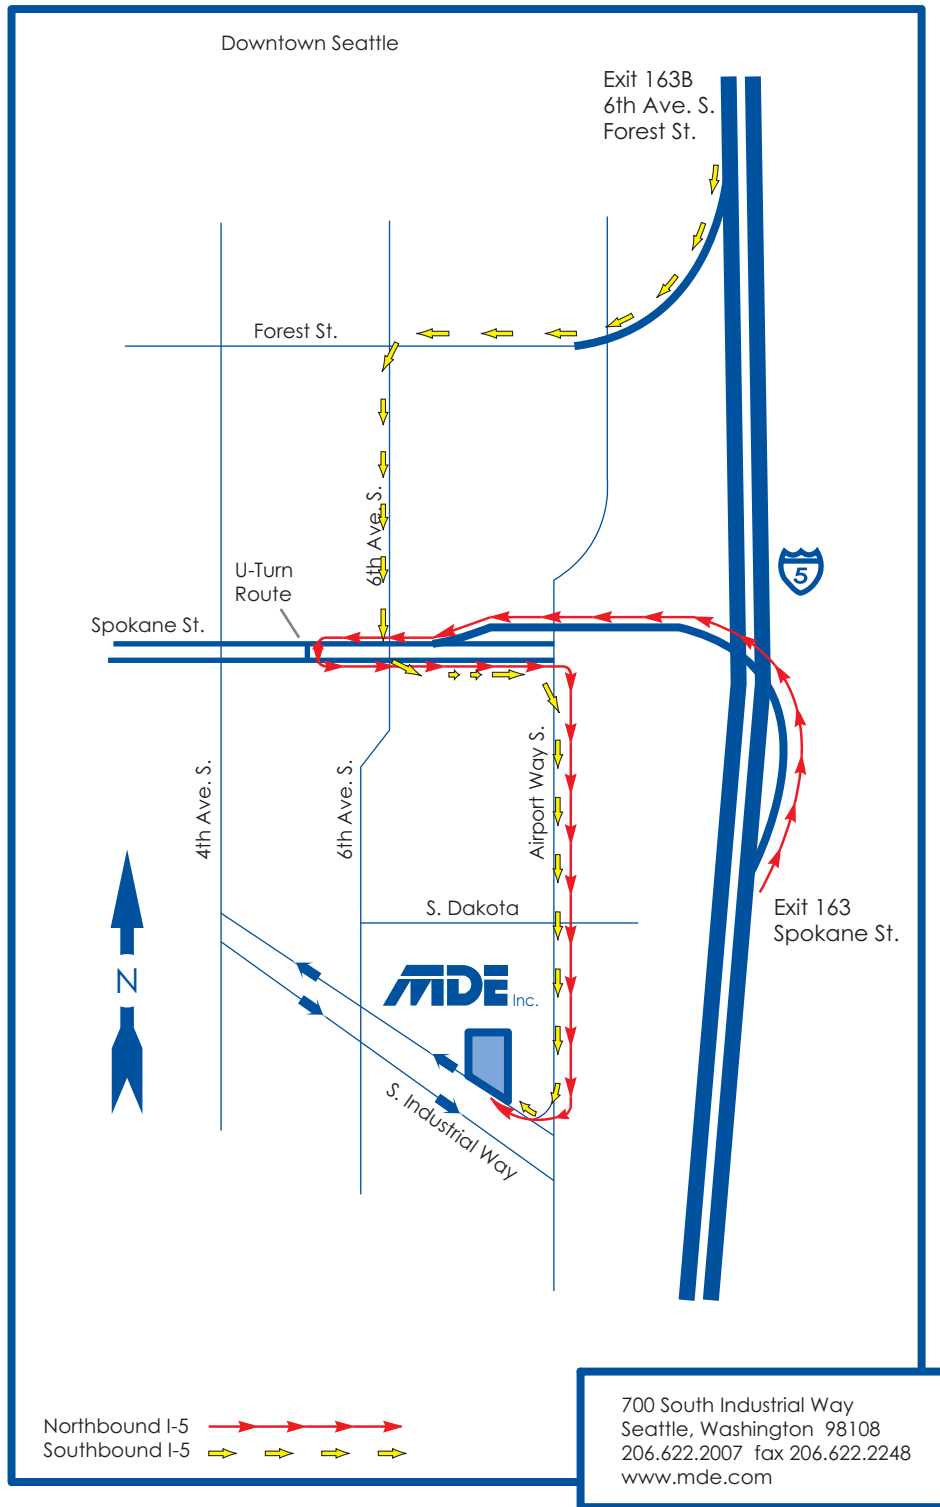 Downtown Seattle
Exit 163B
6th Ave. S.
Forest St.
Forest St.
6th Ave. S.
5
U-Turn
Route
Spokane St.
4th Ave. S.
6th Ave. S.
Airport Way S.
S. Dakota
Exit 163
Spokane St.
N
MDE Inc.
S. Industrial Way
Northbound I-5
Southbound I-5
700 South Industrial Way
Seattle, Washington 98108
206.622.2007 fax 206.622.2248
www.mde.com